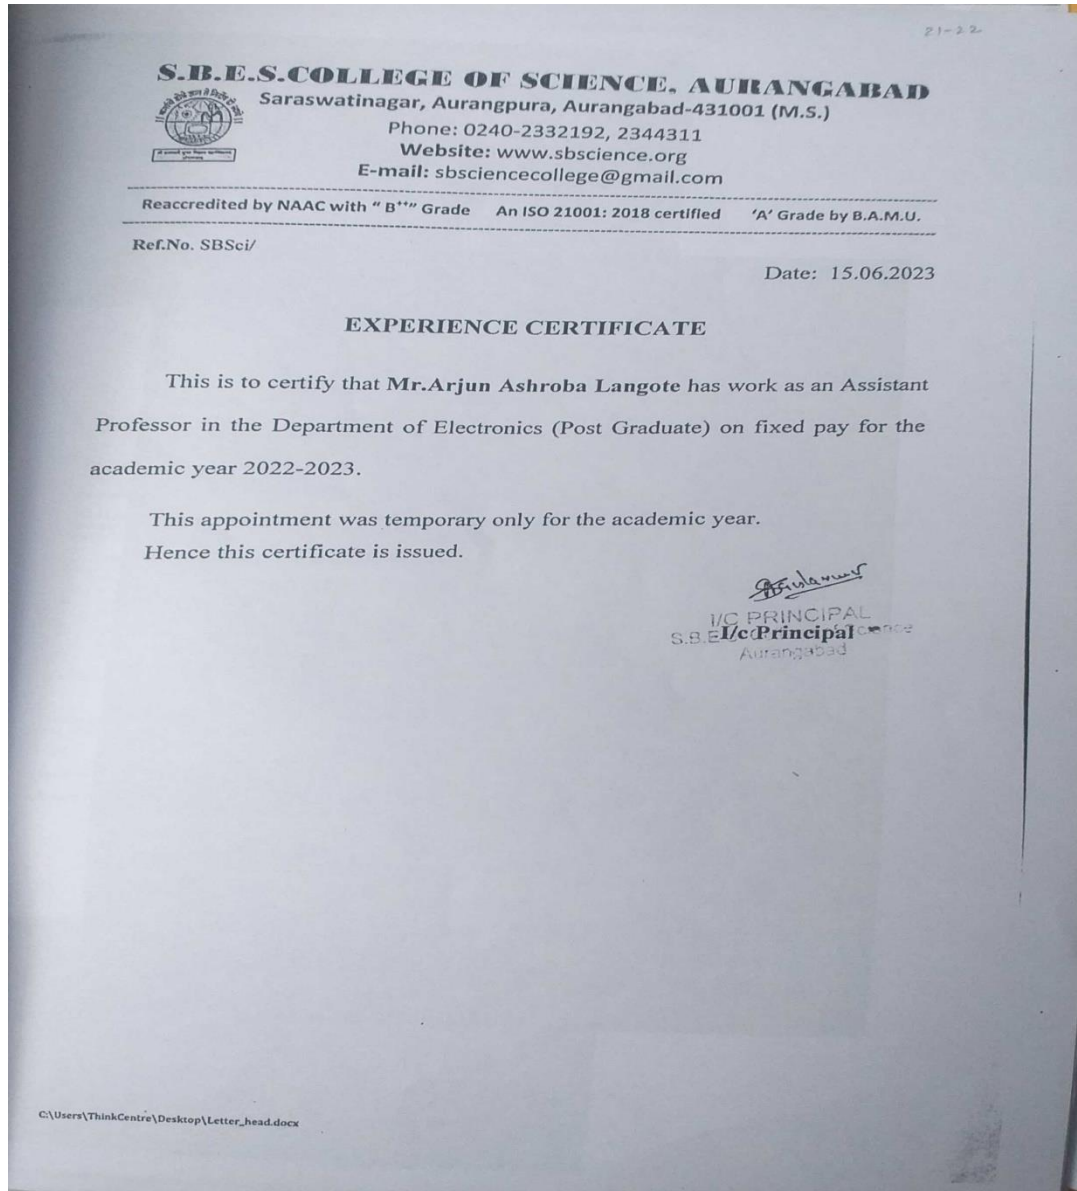 21-22
S.B.E.S.COLLEGE OF SCIENCE, AURANGABAD
Saraswatinagar, Aurangpura, Aurangabad-431001 (M.S.)
Phone: 0240-2332192, 2344311
Website: www.sbscience.org
E-mail: sbsciencecollege@gmail.com
Reaccredited by NAAC with “ B⁺⁺” Grade An ISO 21001: 2018 certified ‘A’ Grade by B.A.M.U.
Ref.No. SBSci/
Date: 15.06.2023
EXPERIENCE CERTIFICATE
This is to certify that Mr.Arjun Ashroba Langote has work as an Assistant
Professor in the Department of Electronics (Post Graduate) on fixed pay for the
academic year 2022-2023.
This appointment was temporary only for the academic year.
Hence this certificate is issued.
I/C PRINCIPAL
I/c Principal
Aurangabad
C:\Users\ThinkCentre\Desktop\Letter_head.docx